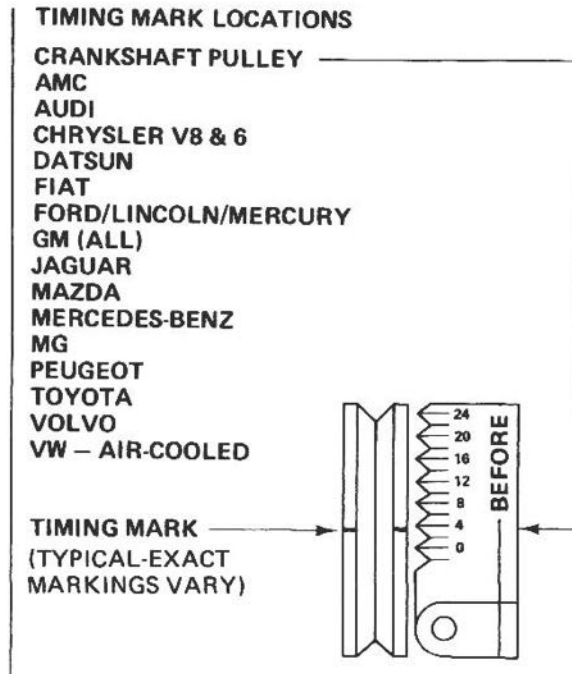 TIMING MARK LOCATIONS
CRANKSHAFT PULLEY
AMC
AUDI
CHRYSLER V8 & 6
DATSUN
FIAT
FORD/LINCOLN/MERCURY
GM (ALL)
JAGUAR
MAZDA
MERCEDES-BENZ
MG
PEUGEOT
TOYOTA
VOLVO
VW – AIR-COOLED
24
20
16
12
8
4
0
BEFORE
TIMING MARK
(TYPICAL-EXACT
MARKINGS VARY)